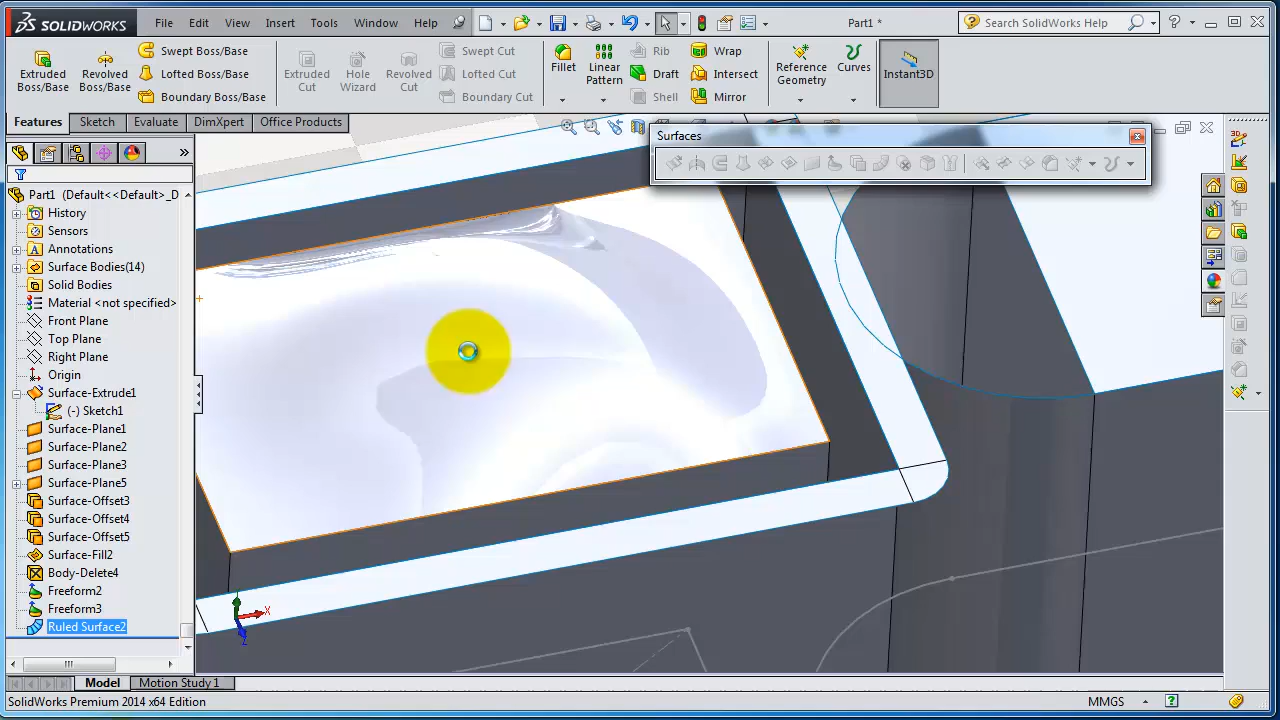 SOLIDWORKS File Edit View Insert Tools Window Help Part1 * Search SolidWorks Help
Extruded Boss/Base
Revolved Boss/Base
Swept Boss/Base
Lofted Boss/Base
Boundary Boss/Base
Extruded Cut
Hole Wizard
Revolved Cut
Swept Cut
Lofted Cut
Boundary Cut
Fillet
Linear Pattern
Rib
Draft
Shell
Wrap
Intersect
Mirror
Reference Geometry
Curves
Instant3D
Features Sketch Evaluate DimXpert Office Products
Surfaces
Part1 (Default<<Default>_D
History
Sensors
Annotations
Surface Bodies(14)
Solid Bodies
Material <not specified>
Front Plane
Top Plane
Right Plane
Origin
Surface-Extrude1
(-) Sketch1
Surface-Plane1
Surface-Plane2
Surface-Plane3
Surface-Plane5
Surface-Offset3
Surface-Offset4
Surface-Offset5
Surface-Fill2
Body-Delete4
Freeform2
Freeform3
Ruled Surface2
X
Z
Model Motion Study 1
SolidWorks Premium 2014 x64 Edition MMGS